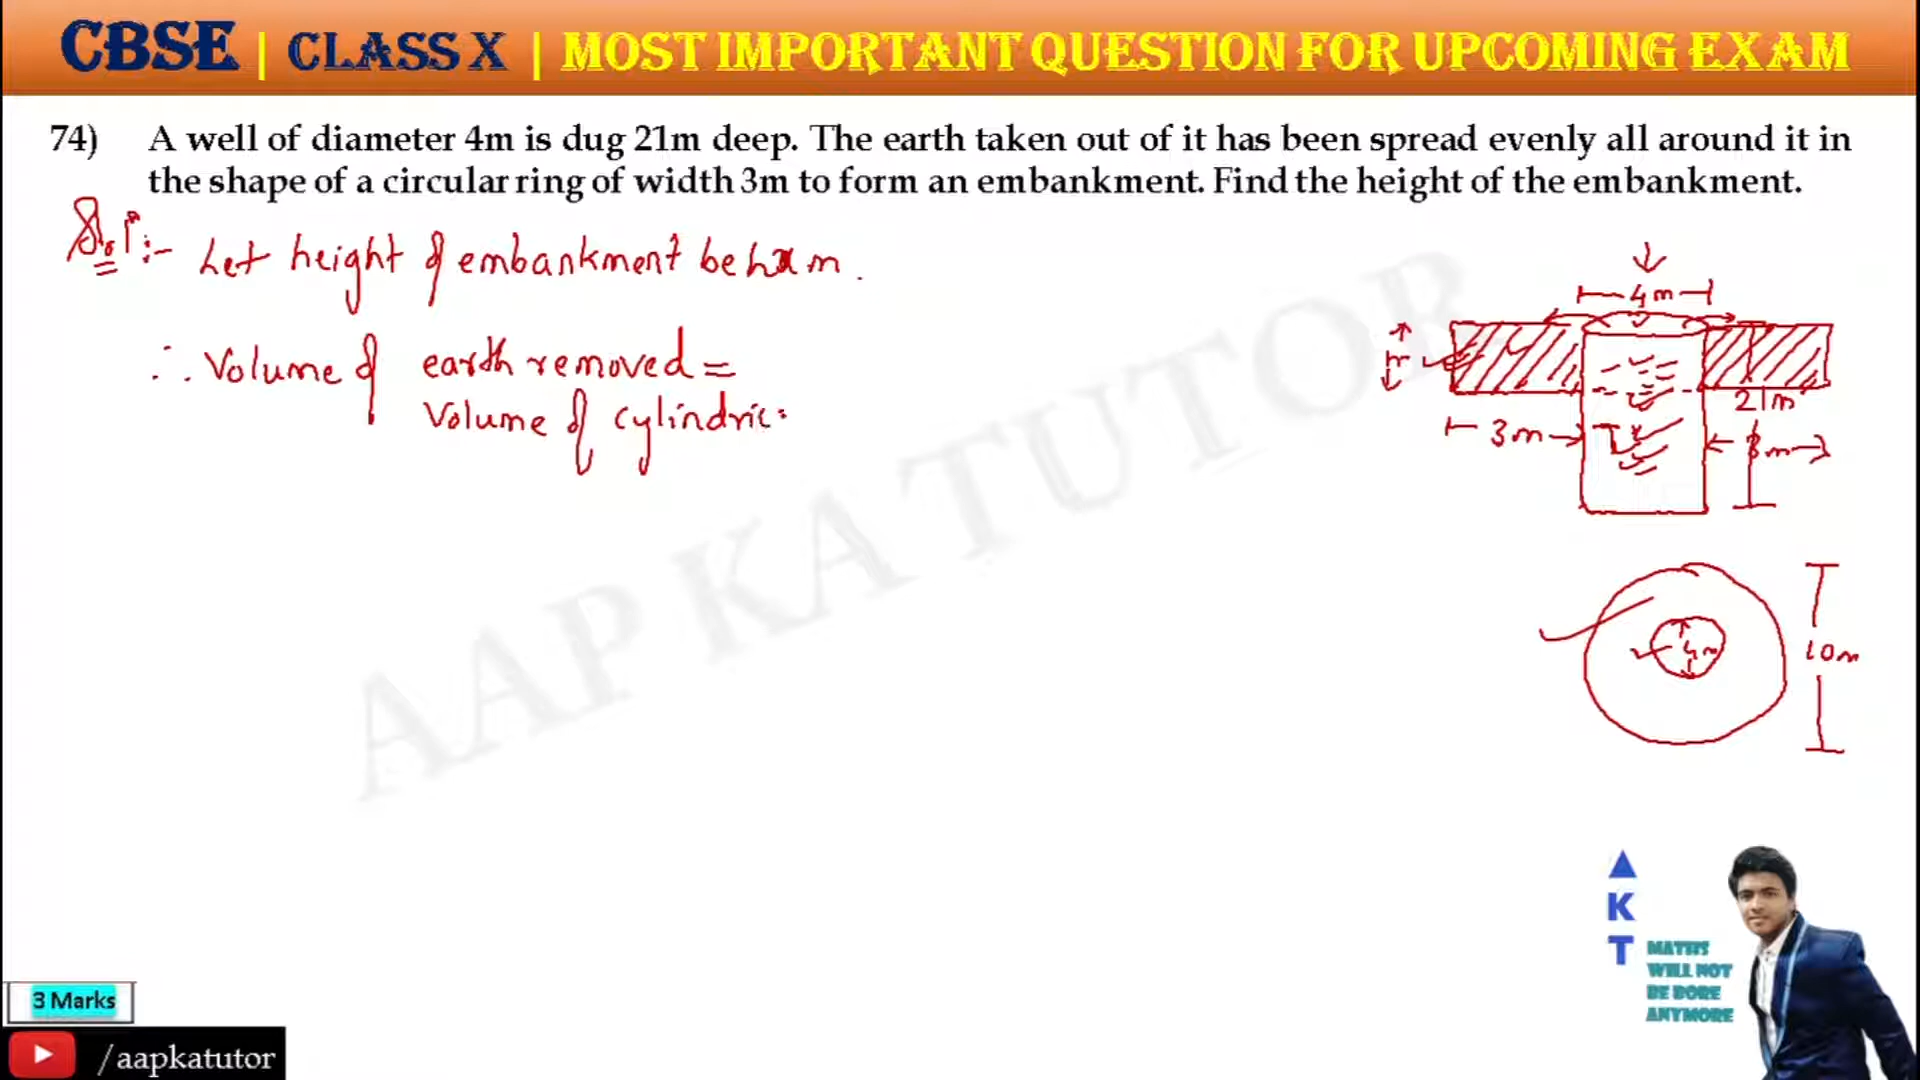 CBSE | CLASS X | MOST IMPORTANT QUESTION FOR UPCOMING EXAM
74) A well of diameter 4m is dug 21m deep. The earth taken out of it has been spread evenly all around it in
the shape of a circular ring of width 3m to form an embankment. Find the height of the embankment.
Solⁿ:- Let height of embankment be h m.
∴ Volume of earth removed =
Volume of cylindric
4m
h
21m
3m
3m
4m
10m
AAPKATUTOR
AKT
MATHS
WILL NOT
BE BORE
ANYMORE
3 Marks
/aapkatutor